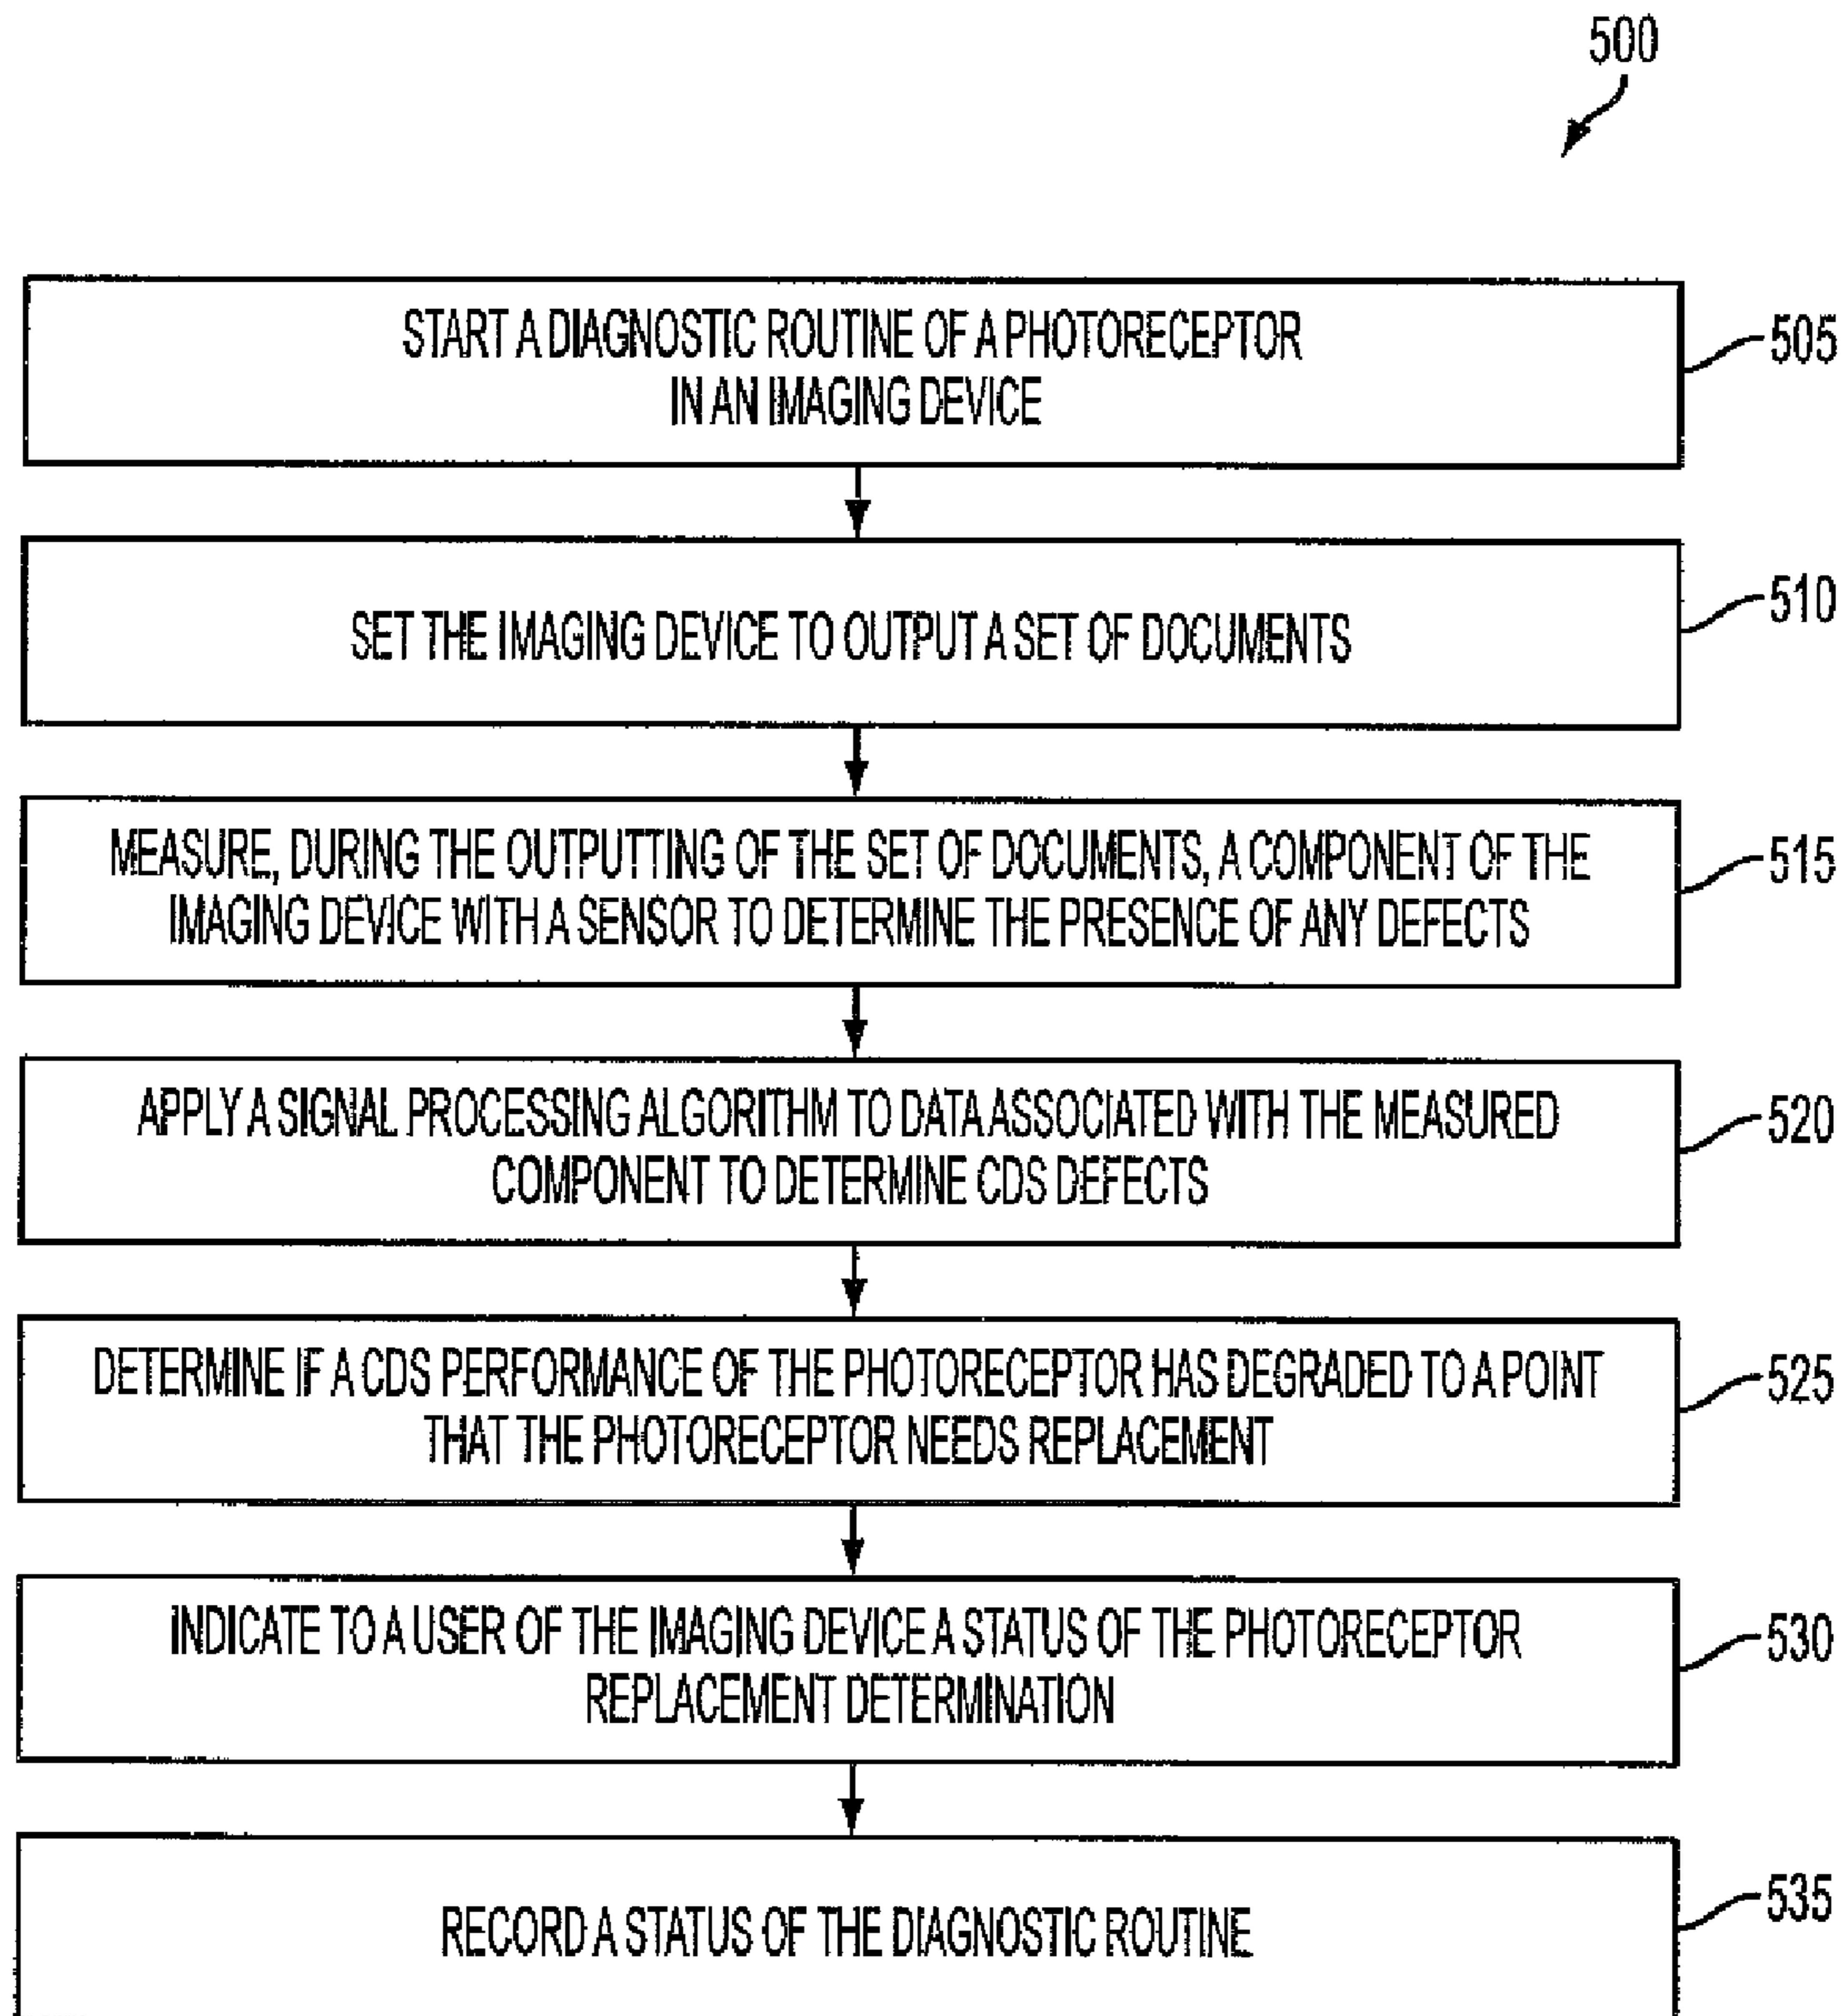 500
START A DIAGNOSTIC ROUTINE OF A PHOTORECEPTOR
IN AN IMAGING DEVICE
505
SET THE IMAGING DEVICE TO OUTPUT A SET OF DOCUMENTS
510
MEASURE, DURING THE OUTPUTTING OF THE SET OF DOCUMENTS, A COMPONENT OF THE
IMAGING DEVICE WITH A SENSOR TO DETERMINE THE PRESENCE OF ANY DEFECTS
515
APPLY A SIGNAL PROCESSING ALGORITHM TO DATA ASSOCIATED WITH THE MEASURED
COMPONENT TO DETERMINE CDS DEFECTS
520
DETERMINE IF A CDS PERFORMANCE OF THE PHOTORECEPTOR HAS DEGRADED TO A POINT
THAT THE PHOTORECEPTOR NEEDS REPLACEMENT
525
INDICATE TO A USER OF THE IMAGING DEVICE A STATUS OF THE PHOTORECEPTOR
REPLACEMENT DETERMINATION
530
RECORD A STATUS OF THE DIAGNOSTIC ROUTINE
535